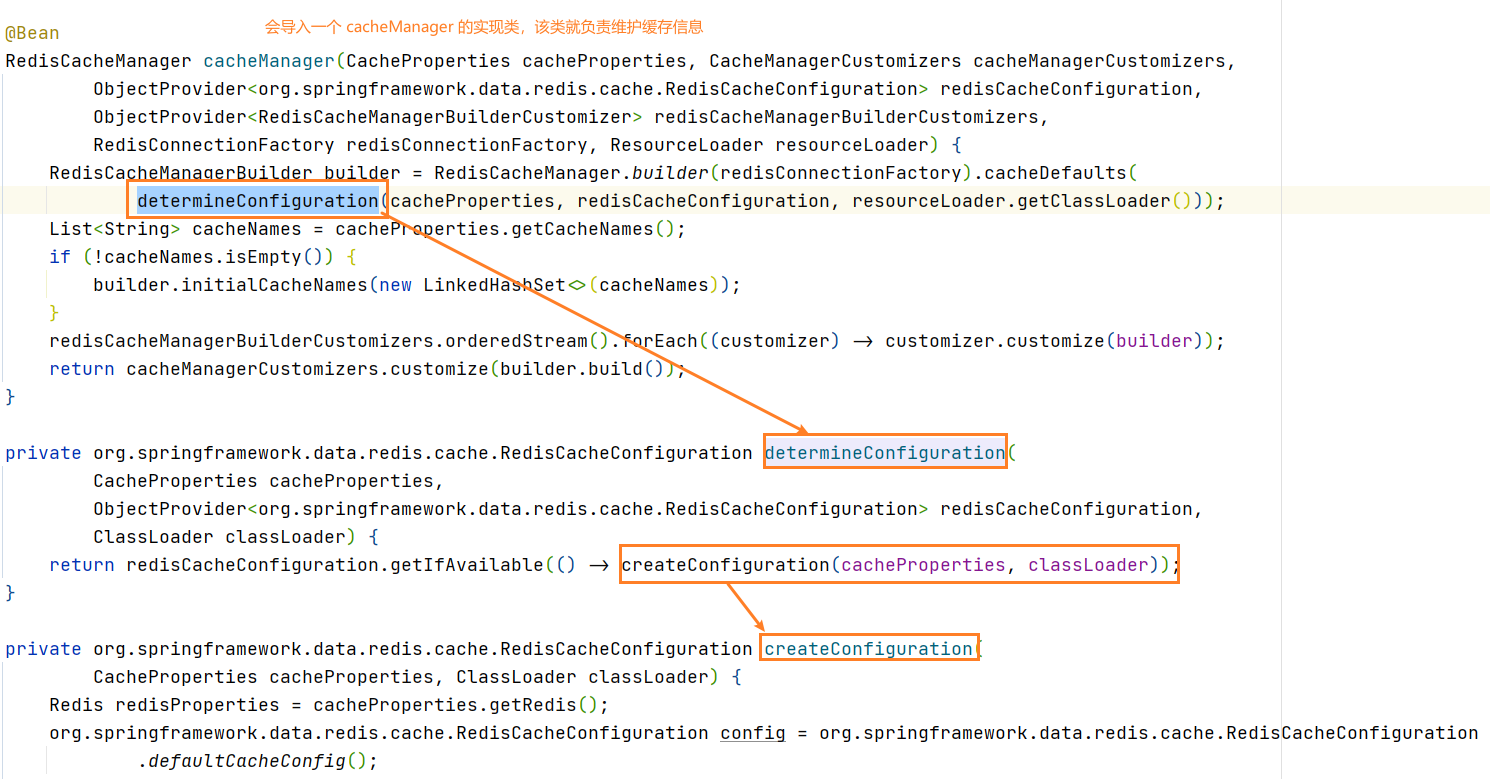 会导入一个 cacheManager 的实现类，该类就负责维护缓存信息
@Bean
RedisCacheManager cacheManager(CacheProperties cacheProperties, CacheManagerCustomizers cacheManagerCustomizers,
        ObjectProvider<org.springframework.data.redis.cache.RedisCacheConfiguration> redisCacheConfiguration,
        ObjectProvider<RedisCacheManagerBuilderCustomizer> redisCacheManagerBuilderCustomizers,
        RedisConnectionFactory redisConnectionFactory, ResourceLoader resourceLoader) {
    RedisCacheManagerBuilder builder = RedisCacheManager.builder(redisConnectionFactory).cacheDefaults(
            determineConfiguration(cacheProperties, redisCacheConfiguration, resourceLoader.getClassLoader()));
    List<String> cacheNames = cacheProperties.getCacheNames();
    if (!cacheNames.isEmpty()) {
        builder.initialCacheNames(new LinkedHashSet<>(cacheNames));
    }
    redisCacheManagerBuilderCustomizers.orderedStream().forEach((customizer) -> customizer.customize(builder));
    return cacheManagerCustomizers.customize(builder.build());
}
private org.springframework.data.redis.cache.RedisCacheConfiguration determineConfiguration(
        CacheProperties cacheProperties,
        ObjectProvider<org.springframework.data.redis.cache.RedisCacheConfiguration> redisCacheConfiguration,
        ClassLoader classLoader) {
    return redisCacheConfiguration.getIfAvailable(() -> createConfiguration(cacheProperties, classLoader));
}
private org.springframework.data.redis.cache.RedisCacheConfiguration createConfiguration(
        CacheProperties cacheProperties, ClassLoader classLoader) {
    Redis redisProperties = cacheProperties.getRedis();
    org.springframework.data.redis.cache.RedisCacheConfiguration config = org.springframework.data.redis.cache.RedisCacheConfiguration
            .defaultCacheConfig();